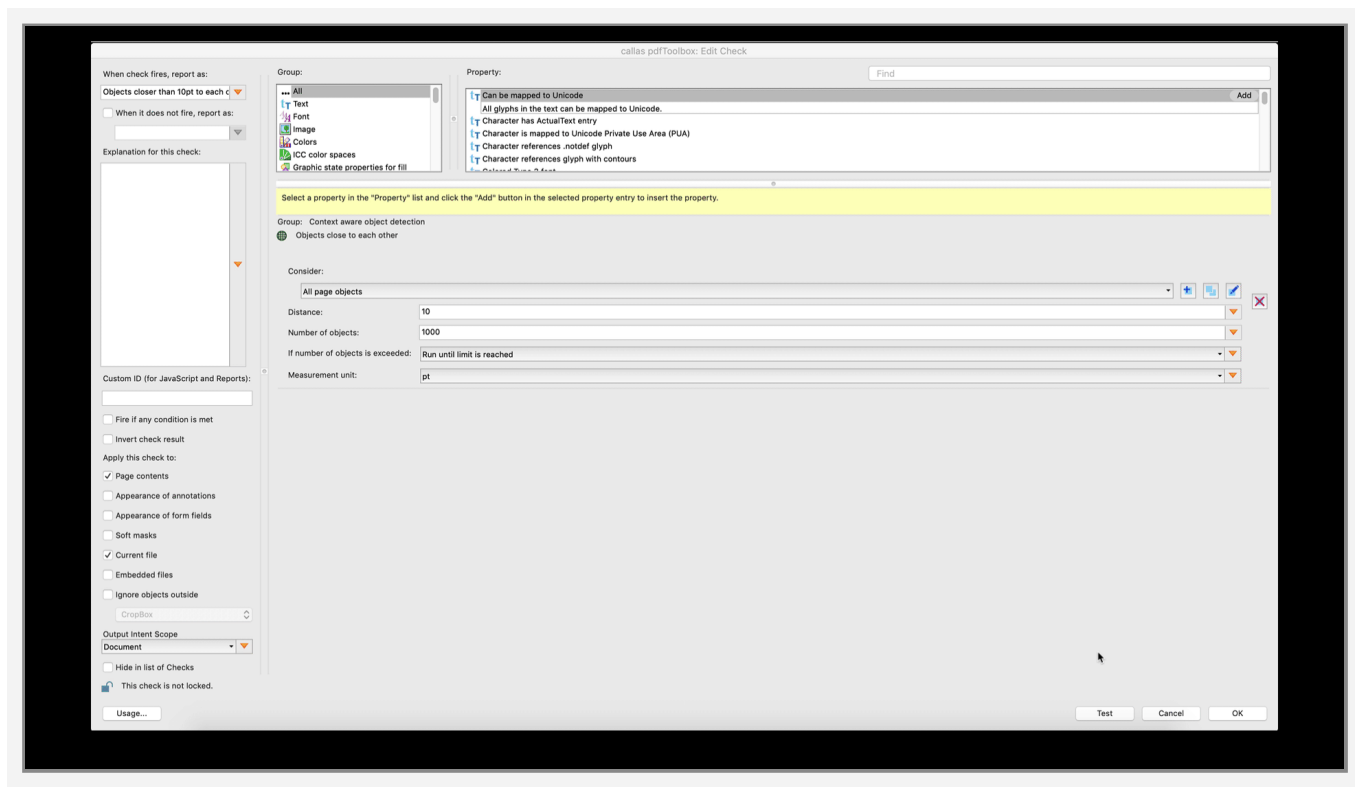 callas pdfToolbox: Edit Check
When check fires, report as:
Objects closer than 10pt to each
When it does not fire, report as:
Explanation for this check:
Custom ID (for JavaScript and Reports):
Fire if any condition is met
Invert check result
Apply this check to:
Page contents
Appearance of annotations
Appearance of form fields
Soft masks
Current file
Embedded files
Ignore objects outside
CropBox
Output Intent Scope
Document
Hide in list of Checks
This check is not locked.
Usage...
Group:
... All
Text
Font
Image
Colors
ICC color spaces
Graphic state properties for fill
Property:
Find
Can be mapped to Unicode
Add
All glyphs in the text can be mapped to Unicode.
Character has ActualText entry
Character is mapped to Unicode Private Use Area (PUA)
Character references .notdef glyph
Character references glyph with contours
Select a property in the "Property" list and click the "Add" button in the selected property entry to insert the property.
Group: Context aware object detection
Objects close to each other
Consider:
All page objects
Distance: 10
Number of objects: 1000
If number of objects is exceeded: Run until limit is reached
Measurement unit: pt
Test
Cancel
OK